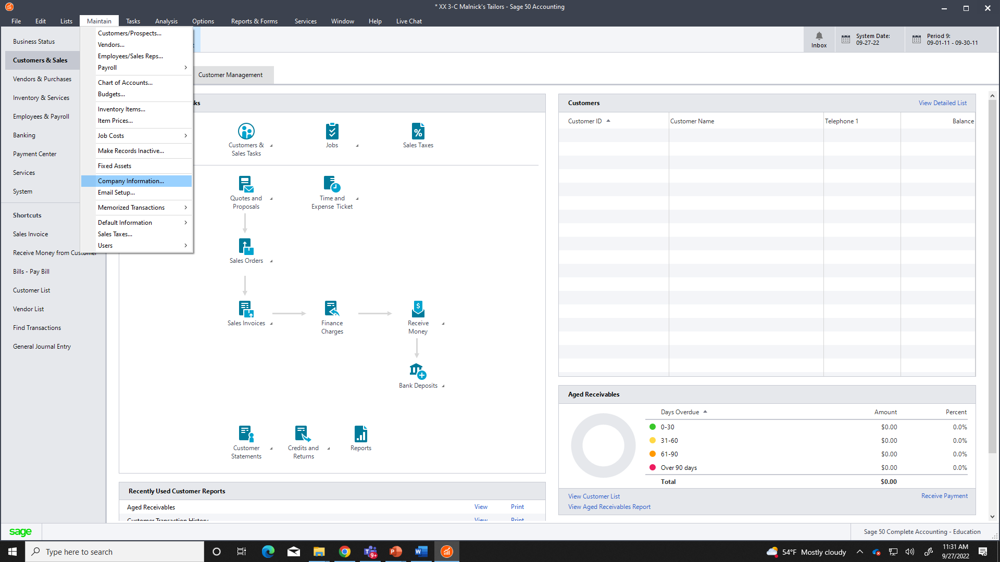 * XX 3-C Malnick's Tailors - Sage 50 Accounting
File Edit Lists Maintain Tasks Analysis Options Reports & Forms Services Window Help Live Chat
Inbox
System Date:
09-27-22
Period 9:
09-01-11 - 09-30-11
Business Status
Customers & Sales
Vendors & Purchases
Inventory & Services
Employees & Payroll
Banking
Payment Center
Services
System
Shortcuts
Sales Invoice
Receive Money from Customer
Bills - Pay Bill
Customer List
Vendor List
Find Transactions
General Journal Entry
Customers/Prospects...
Vendors...
Employees/Sales Reps...
Payroll
Chart of Accounts...
Budgets...
Inventory Items...
Item Prices...
Job Costs
Make Records Inactive...
Fixed Assets
Company Information...
Email Setup...
Memorized Transactions
Default Information
Sales Taxes...
Users
Customer Management
Customers &
Sales Tasks
Jobs
Sales Taxes
Quotes and
Proposals
Time and
Expense Ticket
Sales Orders
Sales Invoices
Finance
Charges
Receive
Money
Bank Deposits
Customer
Statements
Credits and
Returns
Reports
Recently Used Customer Reports
Aged Receivables View Print
Customer Transaction History View Print
Customers View Detailed List
Customer ID Customer Name Telephone 1 Balance
Aged Receivables
Days Overdue Amount Percent
0-30 $0.00 0.0%
31-60 $0.00 0.0%
61-90 $0.00 0.0%
Over 90 days $0.00 0.0%
Total $0.00
View Customer List Receive Payment
View Aged Receivables Report
sage
Sage 50 Complete Accounting - Education
Type here to search
9+
54°F Mostly cloudy
11:31 AM
9/27/2022